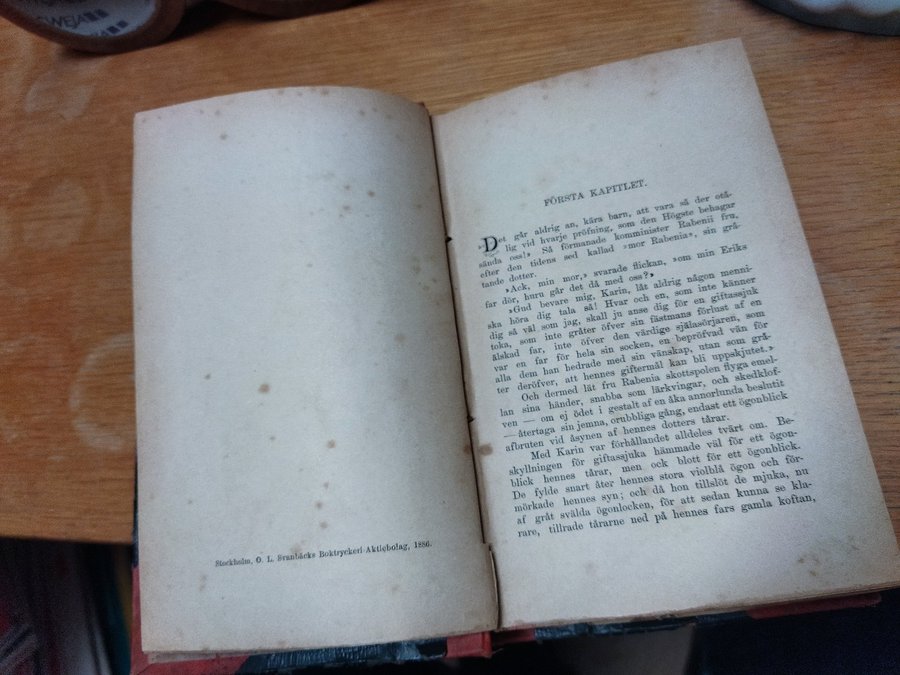 SWEJA
Stockholm, O. L. Svanbäcks Boktryckeri Aktiebolag, 1886.
FÖRSTA KAPITLET.
»Det går aldrig an, kära barn, att vara så der otå-
lig vid hvarje pröfning, som den Högste behagar
sända oss!» Så förmanade komminister Rabenii fru,
efter den tidens sed kallad »mor Rabenia», sin grå-
tande dotter.
»Ack, min mor,» svarade flickan, »om min Eriks
far dör, huru går det då med oss?»
»Gud bevare mig, Karin, låt aldrig någon menni-
ska höra dig tala så! Hvar och en, som inte känner
dig så väl som jag, skall ju anse dig för en giftassjuk
toka, som inte gråter öfver sin fästmans förlust af en
älskad far, inte öfver den värdige själasörjaren, som
var en far för hela sin socken, en bepröfvad vän för
alla dem han hedrade med sin vänskap, utan som grå-
ter deröfver, att hennes giftermål kan bli uppskjutet.»
Och dermed lät fru Rabenia skottspolen flyga emel-
lan sina händer, snabba som lärkvingar, och skedklof-
ven — om ej ödet i gestalt af en åka annorlunda beslutit
— återtaga sin jemna, orubbliga gång, endast ett ögonblick
afbruten vid åsynen af hennes dotters tårar.
Med Karin var förhållandet alldeles tvärt om. Be-
skyllningen för giftassjuka hämmade väl för ett ögon-
blick hennes tårar, men ock blott för ett ögonblick.
De fylde snart åter hennes stora violblå ögon och för-
mörkade hennes syn; och då hon tillslöt de mjuka, nu
af gråt svälda ögonlocken, för att sedan kunna se kla-
rare, tillrade tårarne ned på hennes fars gamla koftan,